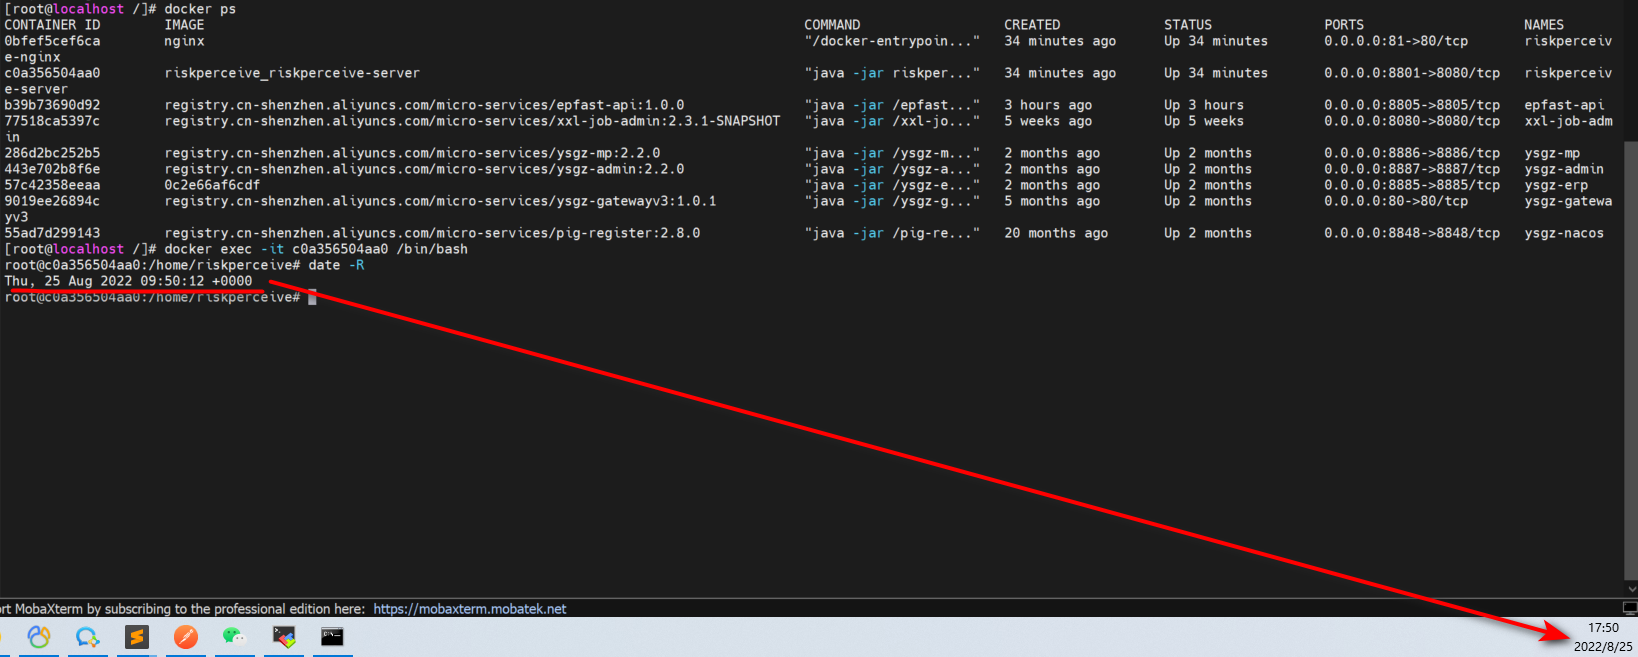 [root@localhost /]# docker ps
CONTAINER ID IMAGE COMMAND CREATED STATUS PORTS NAMES
0bfef5cef6ca nginx "/docker-entrypoin..." 34 minutes ago Up 34 minutes 0.0.0.0:81->80/tcp riskperceiv
e-nginx
c0a356504aa0 riskperceive_riskperceive-server "java -jar riskper..." 34 minutes ago Up 34 minutes 0.0.0.0:8801->8080/tcp riskperceiv
e-server
b39b73690d92 registry.cn-shenzhen.aliyuncs.com/micro-services/epfast-api:1.0.0 "java -jar /epfast..." 3 hours ago Up 3 hours 0.0.0.0:8805->8805/tcp epfast-api
77518ca5397c registry.cn-shenzhen.aliyuncs.com/micro-services/xxl-job-admin:2.3.1-SNAPSHOT "java -jar /xxl-jo..." 5 weeks ago Up 5 weeks 0.0.0.0:8080->8080/tcp xxl-job-adm
in
286d2bc252b5 registry.cn-shenzhen.aliyuncs.com/micro-services/ysgz-mp:2.2.0 "java -jar /ysgz-m..." 2 months ago Up 2 months 0.0.0.0:8886->8886/tcp ysgz-mp
443e702b8f6e registry.cn-shenzhen.aliyuncs.com/micro-services/ysgz-admin:2.2.0 "java -jar /ysgz-a..." 2 months ago Up 2 months 0.0.0.0:8887->8887/tcp ysgz-admin
57c42358eeaa 0c2e66af6cdf "java -jar /ysgz-e..." 2 months ago Up 2 months 0.0.0.0:8885->8885/tcp ysgz-erp
9019ee26894c registry.cn-shenzhen.aliyuncs.com/micro-services/ysgz-gatewayv3:1.0.1 "java -jar /ysgz-g..." 5 months ago Up 2 months 0.0.0.0:80->80/tcp ysgz-gatewa
yv3
55ad7d299143 registry.cn-shenzhen.aliyuncs.com/micro-services/pig-register:2.8.0 "java -jar /pig-re..." 20 months ago Up 2 months 0.0.0.0:8848->8848/tcp ysgz-nacos
[root@localhost /]# docker exec -it c0a356504aa0 /bin/bash
root@c0a356504aa0:/home/riskperceive# date -R
Thu, 25 Aug 2022 09:50:12 +0000
root@c0a356504aa0:/home/riskperceive#
rt MobaXterm by subscribing to the professional edition here: https://mobaxterm.mobatek.net
17:50
2022/8/25